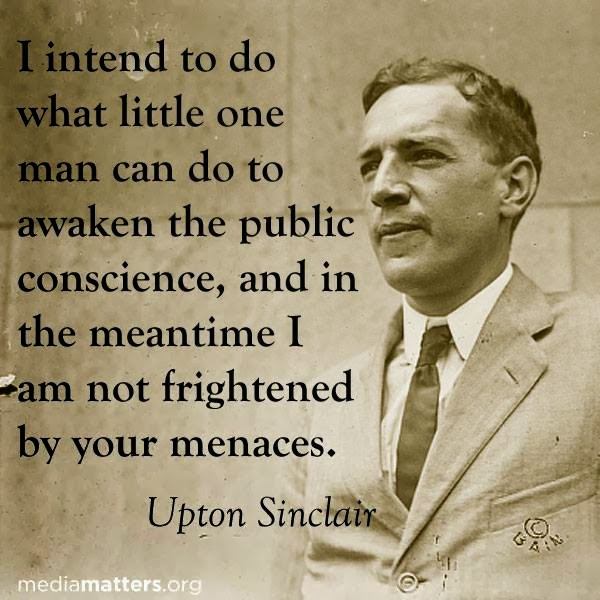 I intend to do
what little one
man can do to
awaken the public
conscience, and in
the meantime I
am not frightened
by your menaces.
Upton Sinclair
©
BAIN
mediamatters.org